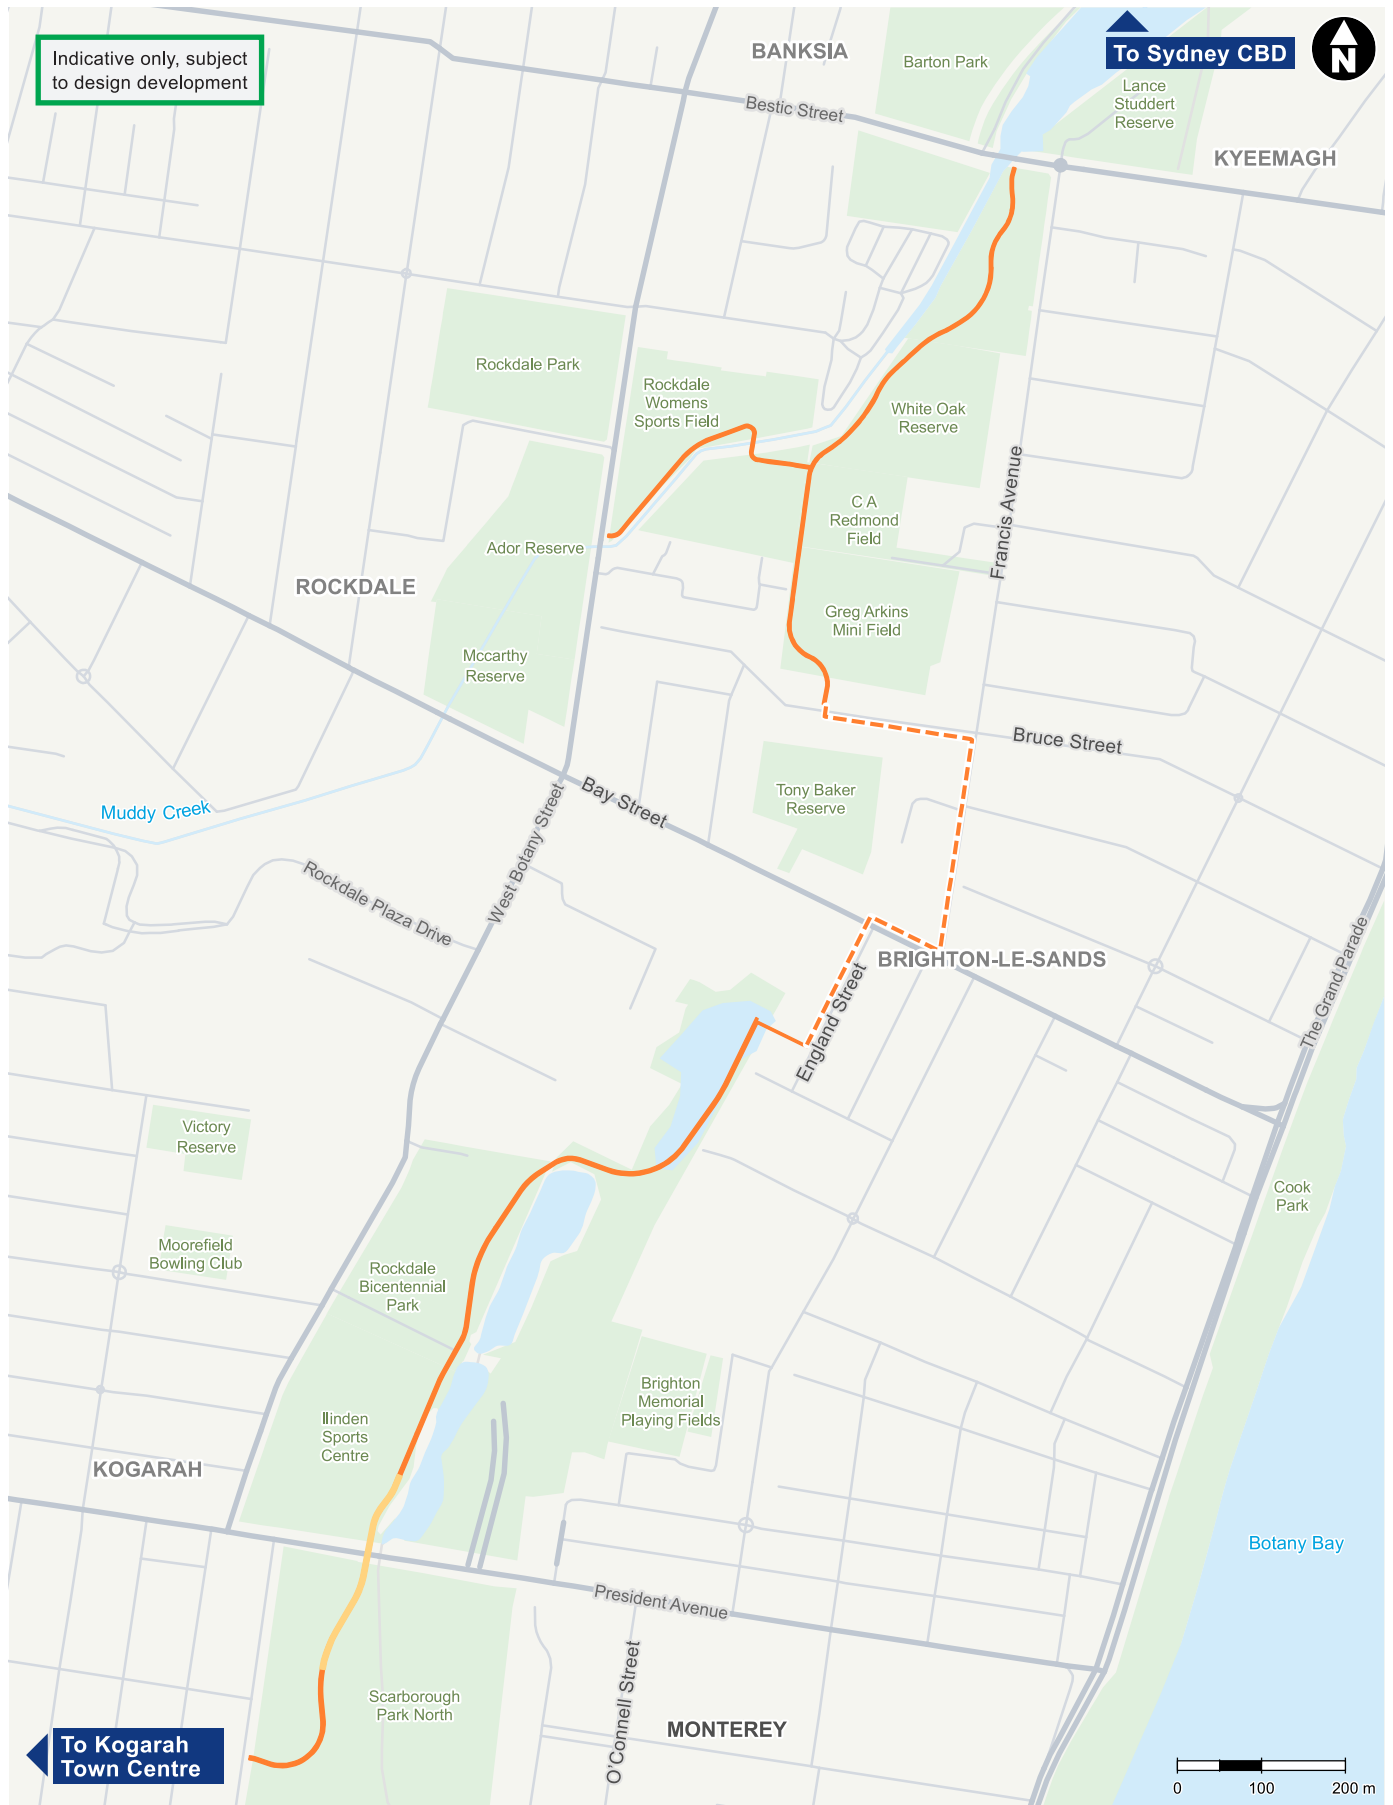 Indicative only, subject
to design development
BANKSIA
To Sydney CBD
N
Barton Park
Lance
Studdert
Reserve
Bestic Street
KYEEMAGH
Rockdale Park
Rockdale
Womens
Sports Field
White Oak
Reserve
Francis Avenue
C A
Redmond
Field
Ador Reserve
ROCKDALE
Greg Arkins
Mini Field
Mccarthy
Reserve
Bruce Street
Tony Baker
Reserve
Bay Street
Muddy Creek
West Botany Street
Rockdale Plaza Drive
BRIGHTON-LE-SANDS
England Street
The Grand Parade
Victory
Reserve
Cook
Park
Moorefield
Bowling Club
Rockdale
Bicentennial
Park
Brighton
Memorial
Playing Fields
Ilinden
Sports
Centre
KOGARAH
Botany Bay
President Avenue
O'Connell Street
Scarborough
Park North
MONTEREY
To Kogarah
Town Centre
0 100 200 m